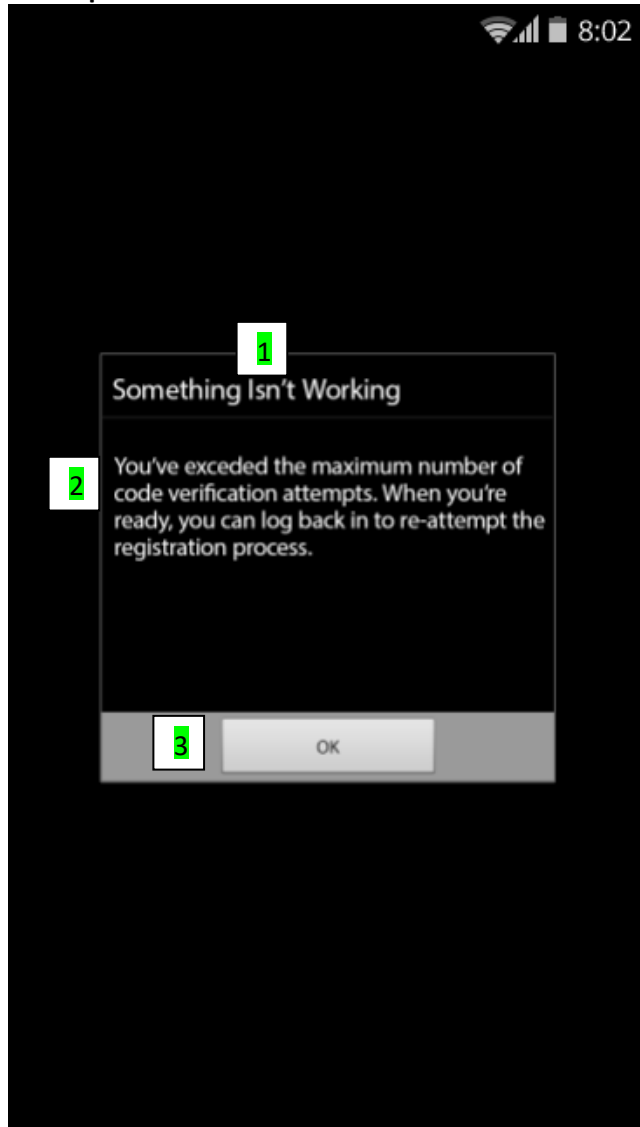 8:02
1
Something Isn't Working
2
You've exceded the maximum number of
code verification attempts. When you're
ready, you can log back in to re-attempt the
registration process.
3
OK